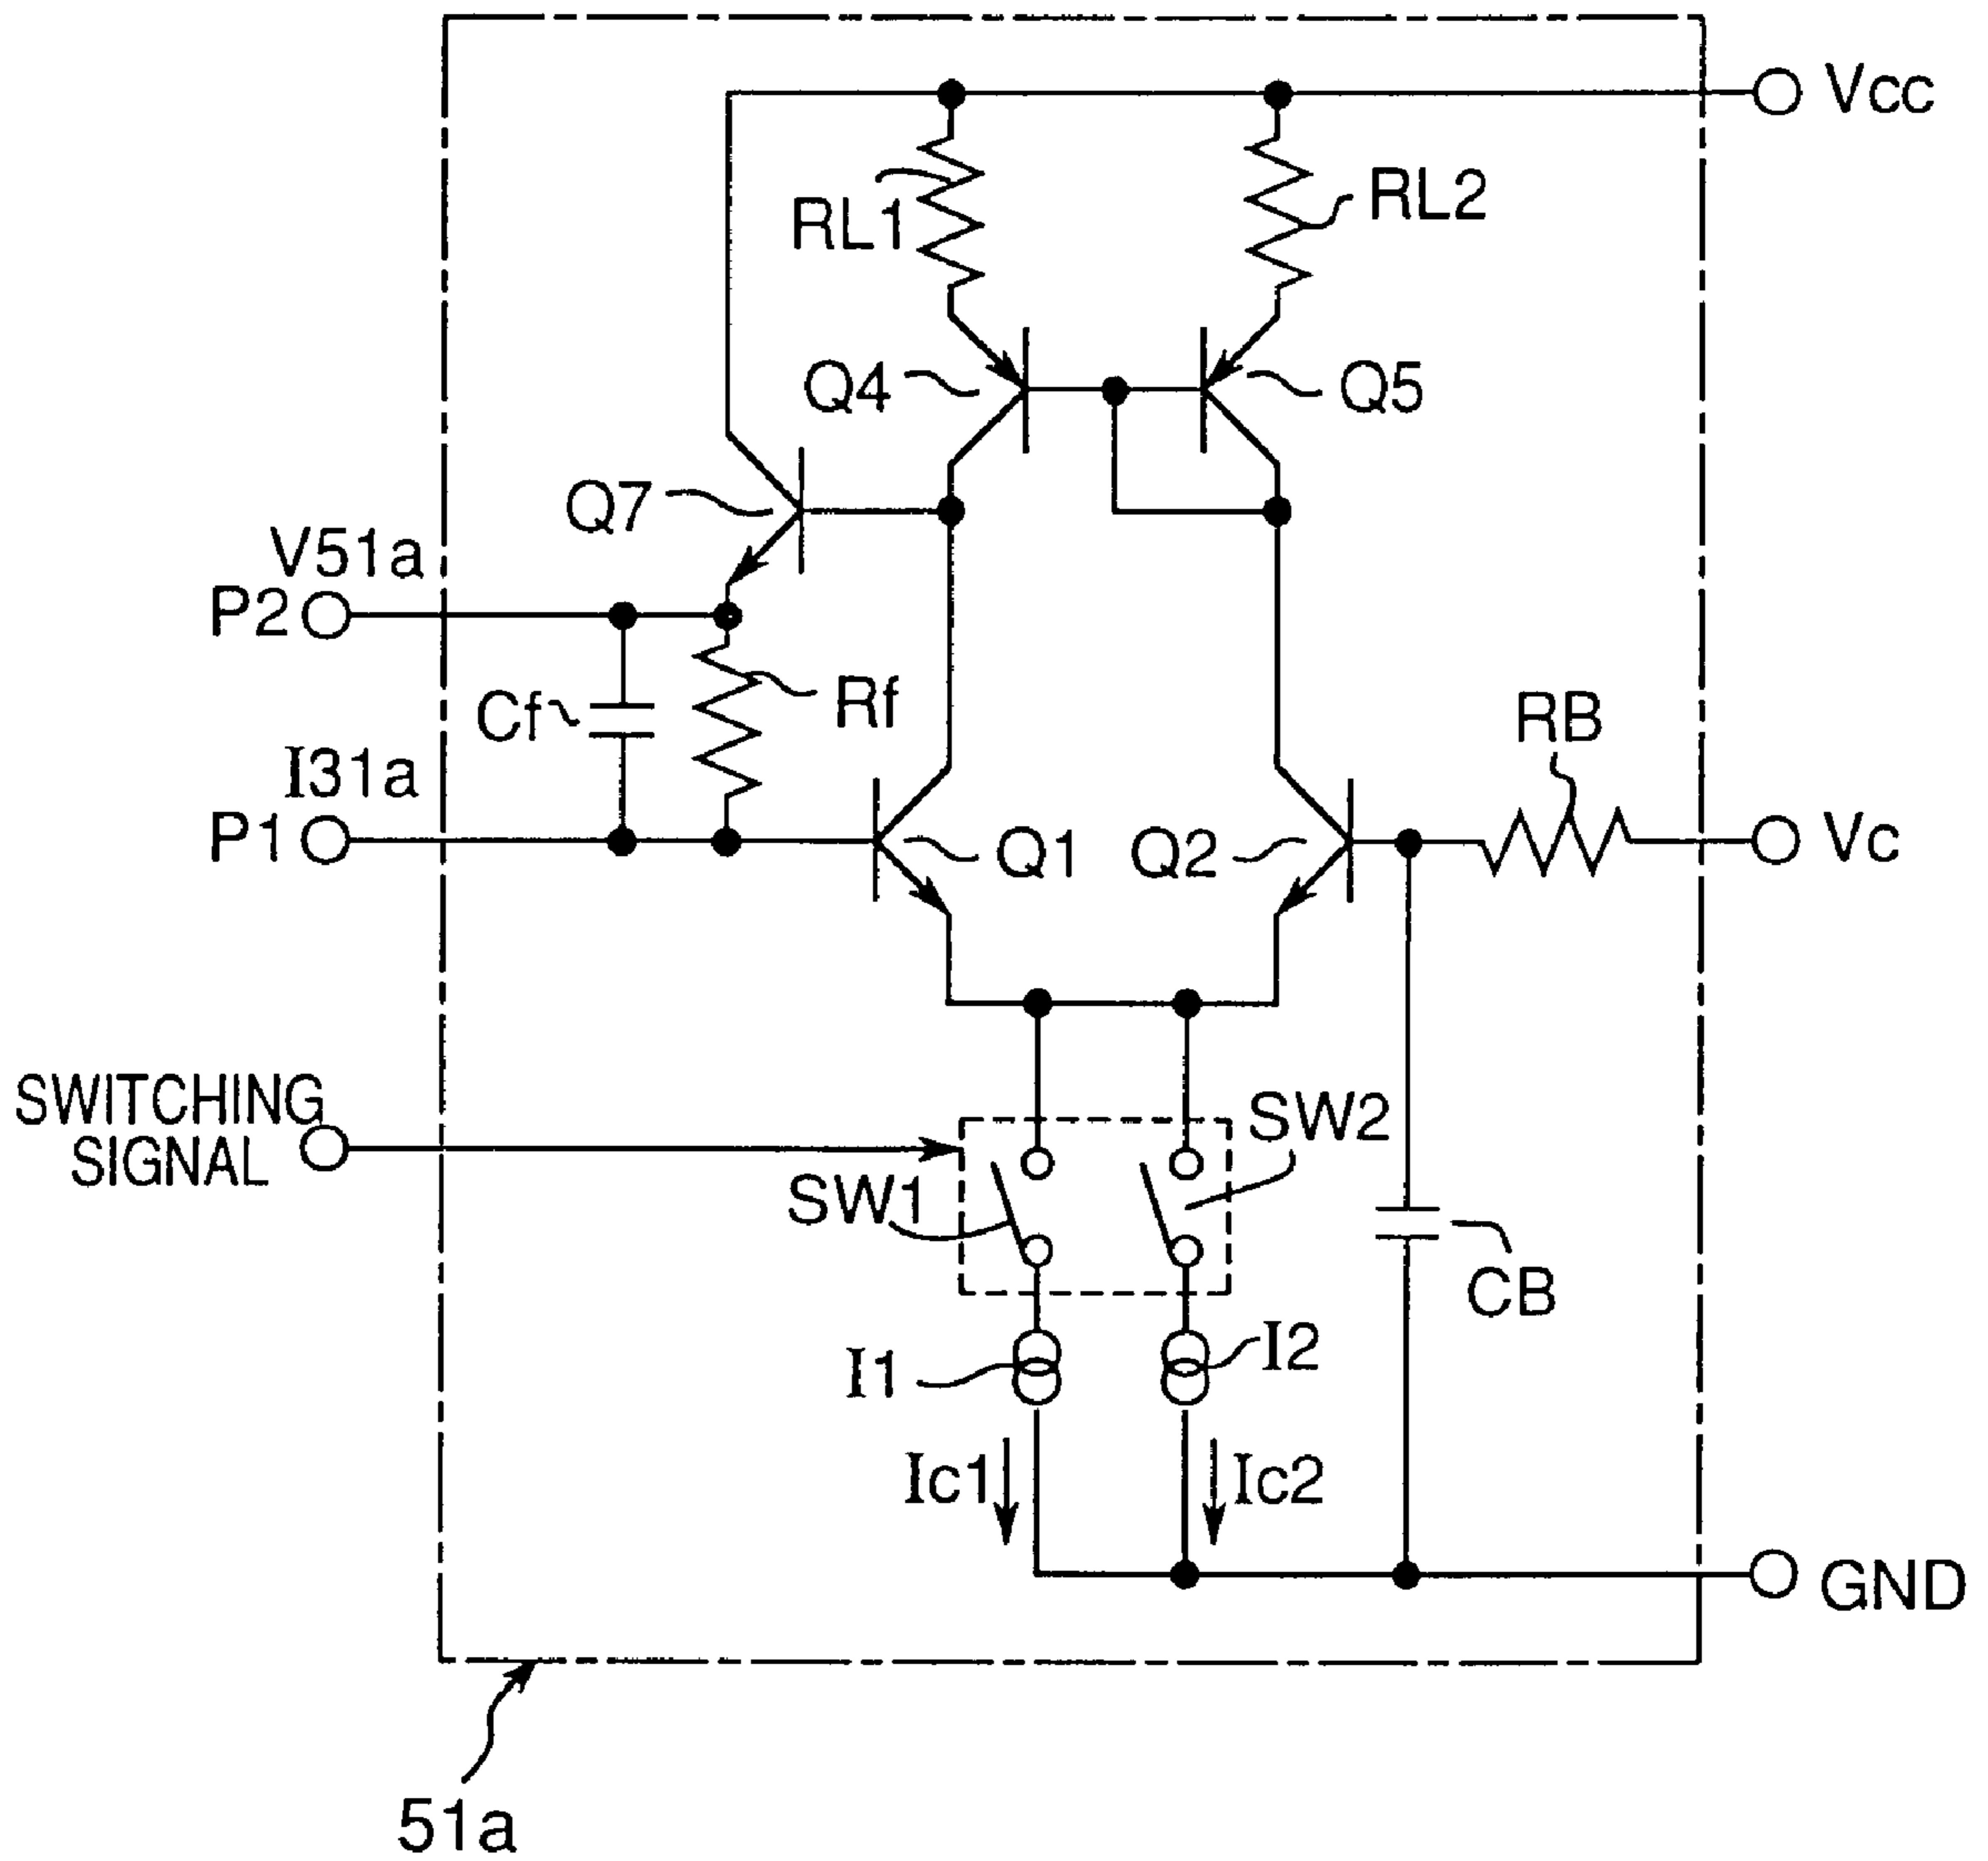 Vcc
RL1
RL2
Q4
Q5
Q7
V51a
P2
Cf
Rf
RB
I31a
P1
Q1
Q2
Vc
SWITCHING
SIGNAL
SW2
SW1
CB
I1
I2
Ic1
Ic2
GND
51a